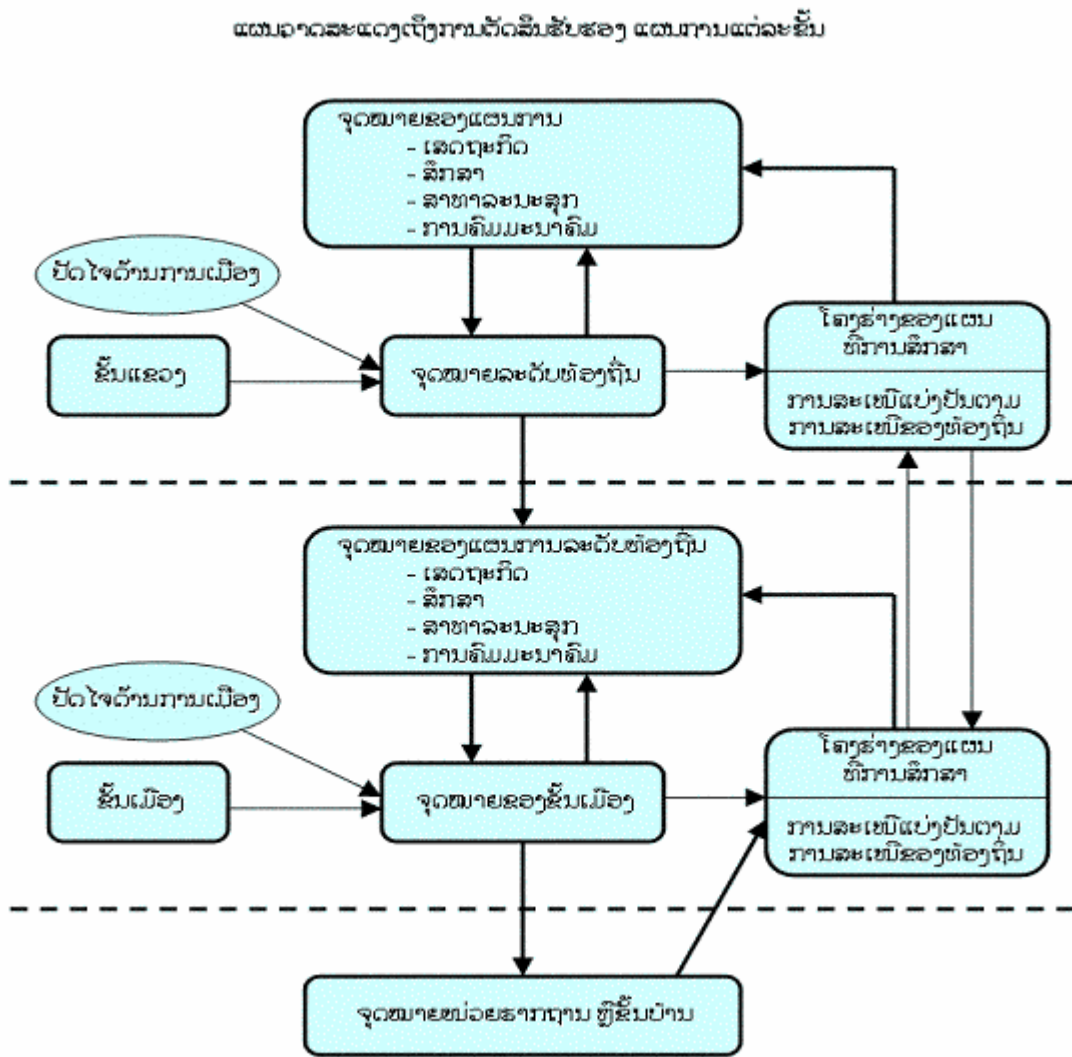 ແຜນວາດສະແດງເຖິງການຕັດສິນຮັບຮອງ ແຜນການແຕ່ລະຂັ້ນ
ຈຸດໝາຍຂອງແຜນການ
- ເສດຖະກິດ
- ສຶກສາ
- ສາທາລະນະສຸກ
- ການຄົມມະນາຄົມ
ປັດໄຈດ້ານການເມືອງ
ຂັ້ນແຂວງ
ຈຸດໝາຍລະດັບທ້ອງຖິ່ນ
ໂຄງຮ່າງຂອງແຜນ
ທີ່ການສຶກສາ
ການສະເໜີແບ່ງປັນຕາມ
ການສະເໜີຂອງທ້ອງຖິ່ນ
ຈຸດໝາຍຂອງແຜນການລະດັບທ້ອງຖິ່ນ
- ເສດຖະກິດ
- ສຶກສາ
- ສາທາລະນະສຸກ
- ການຄົມມະນາຄົມ
ປັດໄຈດ້ານການເມືອງ
ຂັ້ນເມືອງ
ຈຸດໝາຍຂອງຂັ້ນເມືອງ
ໂຄງຮ່າງຂອງແຜນ
ທີ່ການສຶກສາ
ການສະເໜີແບ່ງປັນຕາມ
ການສະເໜີຂອງທ້ອງຖິ່ນ
ຈຸດໝາຍໜ່ວຍຮາກຖານ ຫຼືຂັ້ນບ້ານ